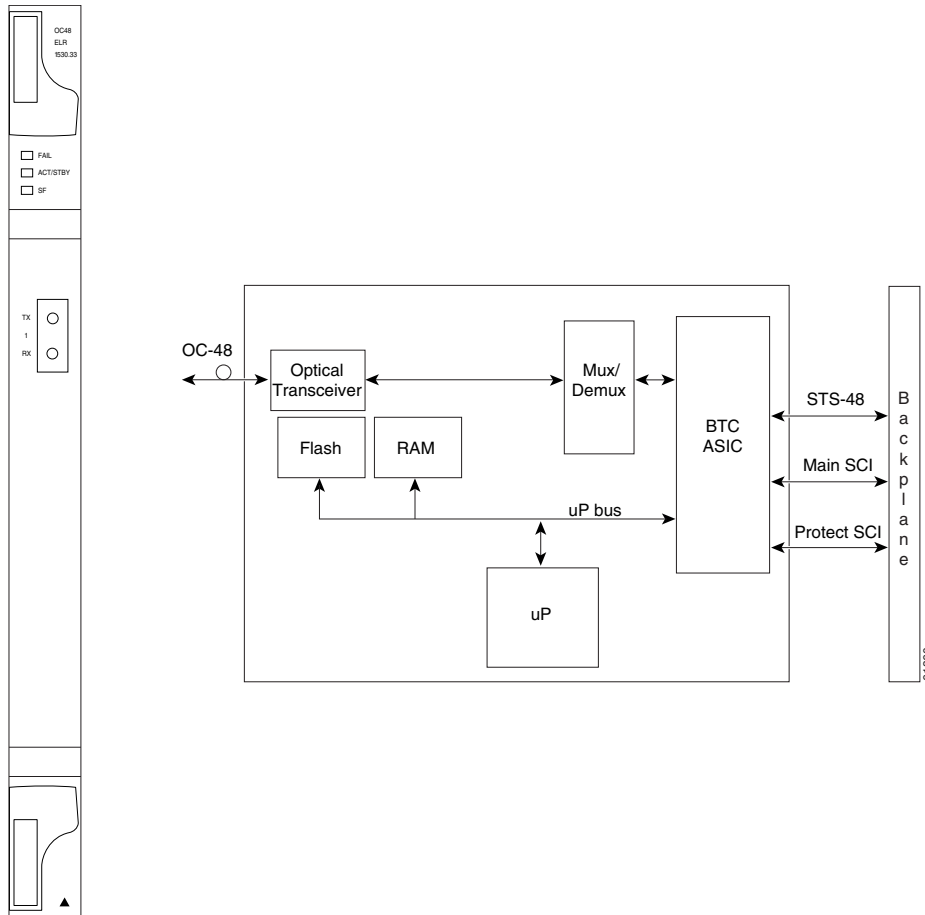 OC48
ELR
1530.33
FAIL
ACT/STBY
SF
TX
1
RX
OC-48
Optical
Transceiver
Mux/
Demux
BTC
ASIC
Flash
RAM
uP bus
uP
STS-48
Main SCI
Protect SCI
Backplane